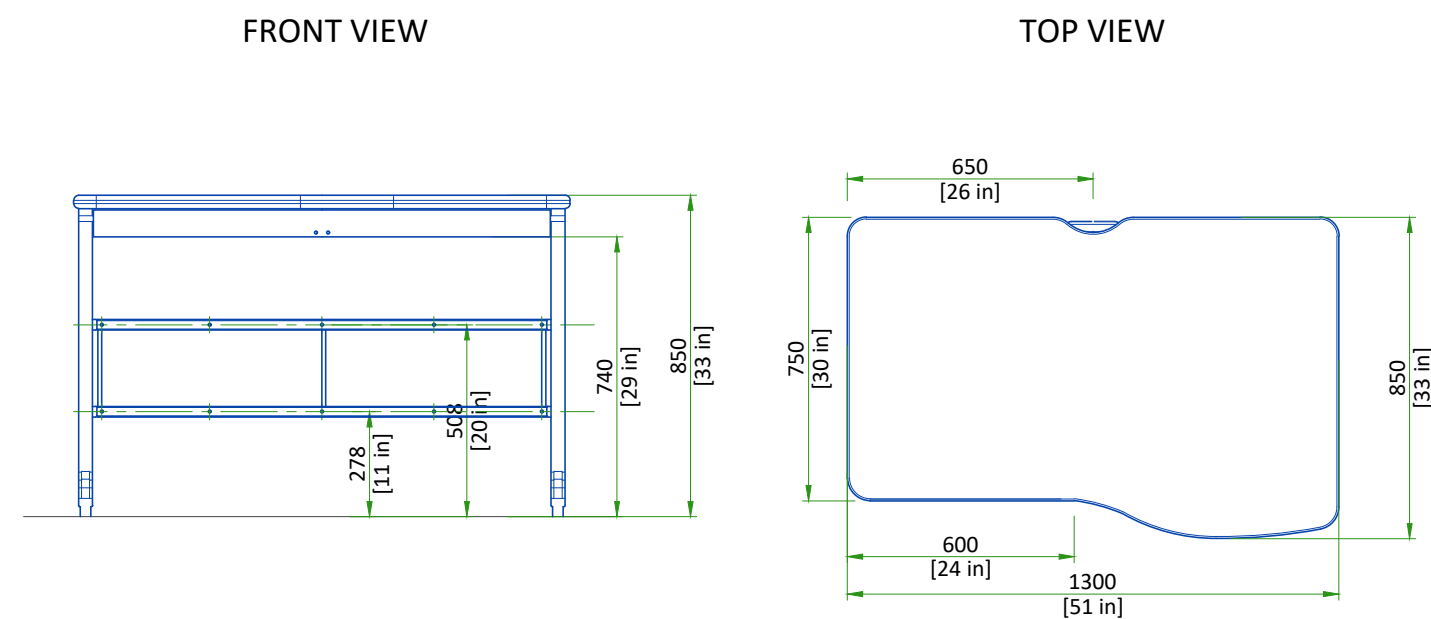 FRONT VIEW
TOP VIEW
650
[26 in]
850
[33 in]
740
[29 in]
508
[20 in]
278
[11 in]
750
[30 in]
850
[33 in]
600
[24 in]
1300
[51 in]